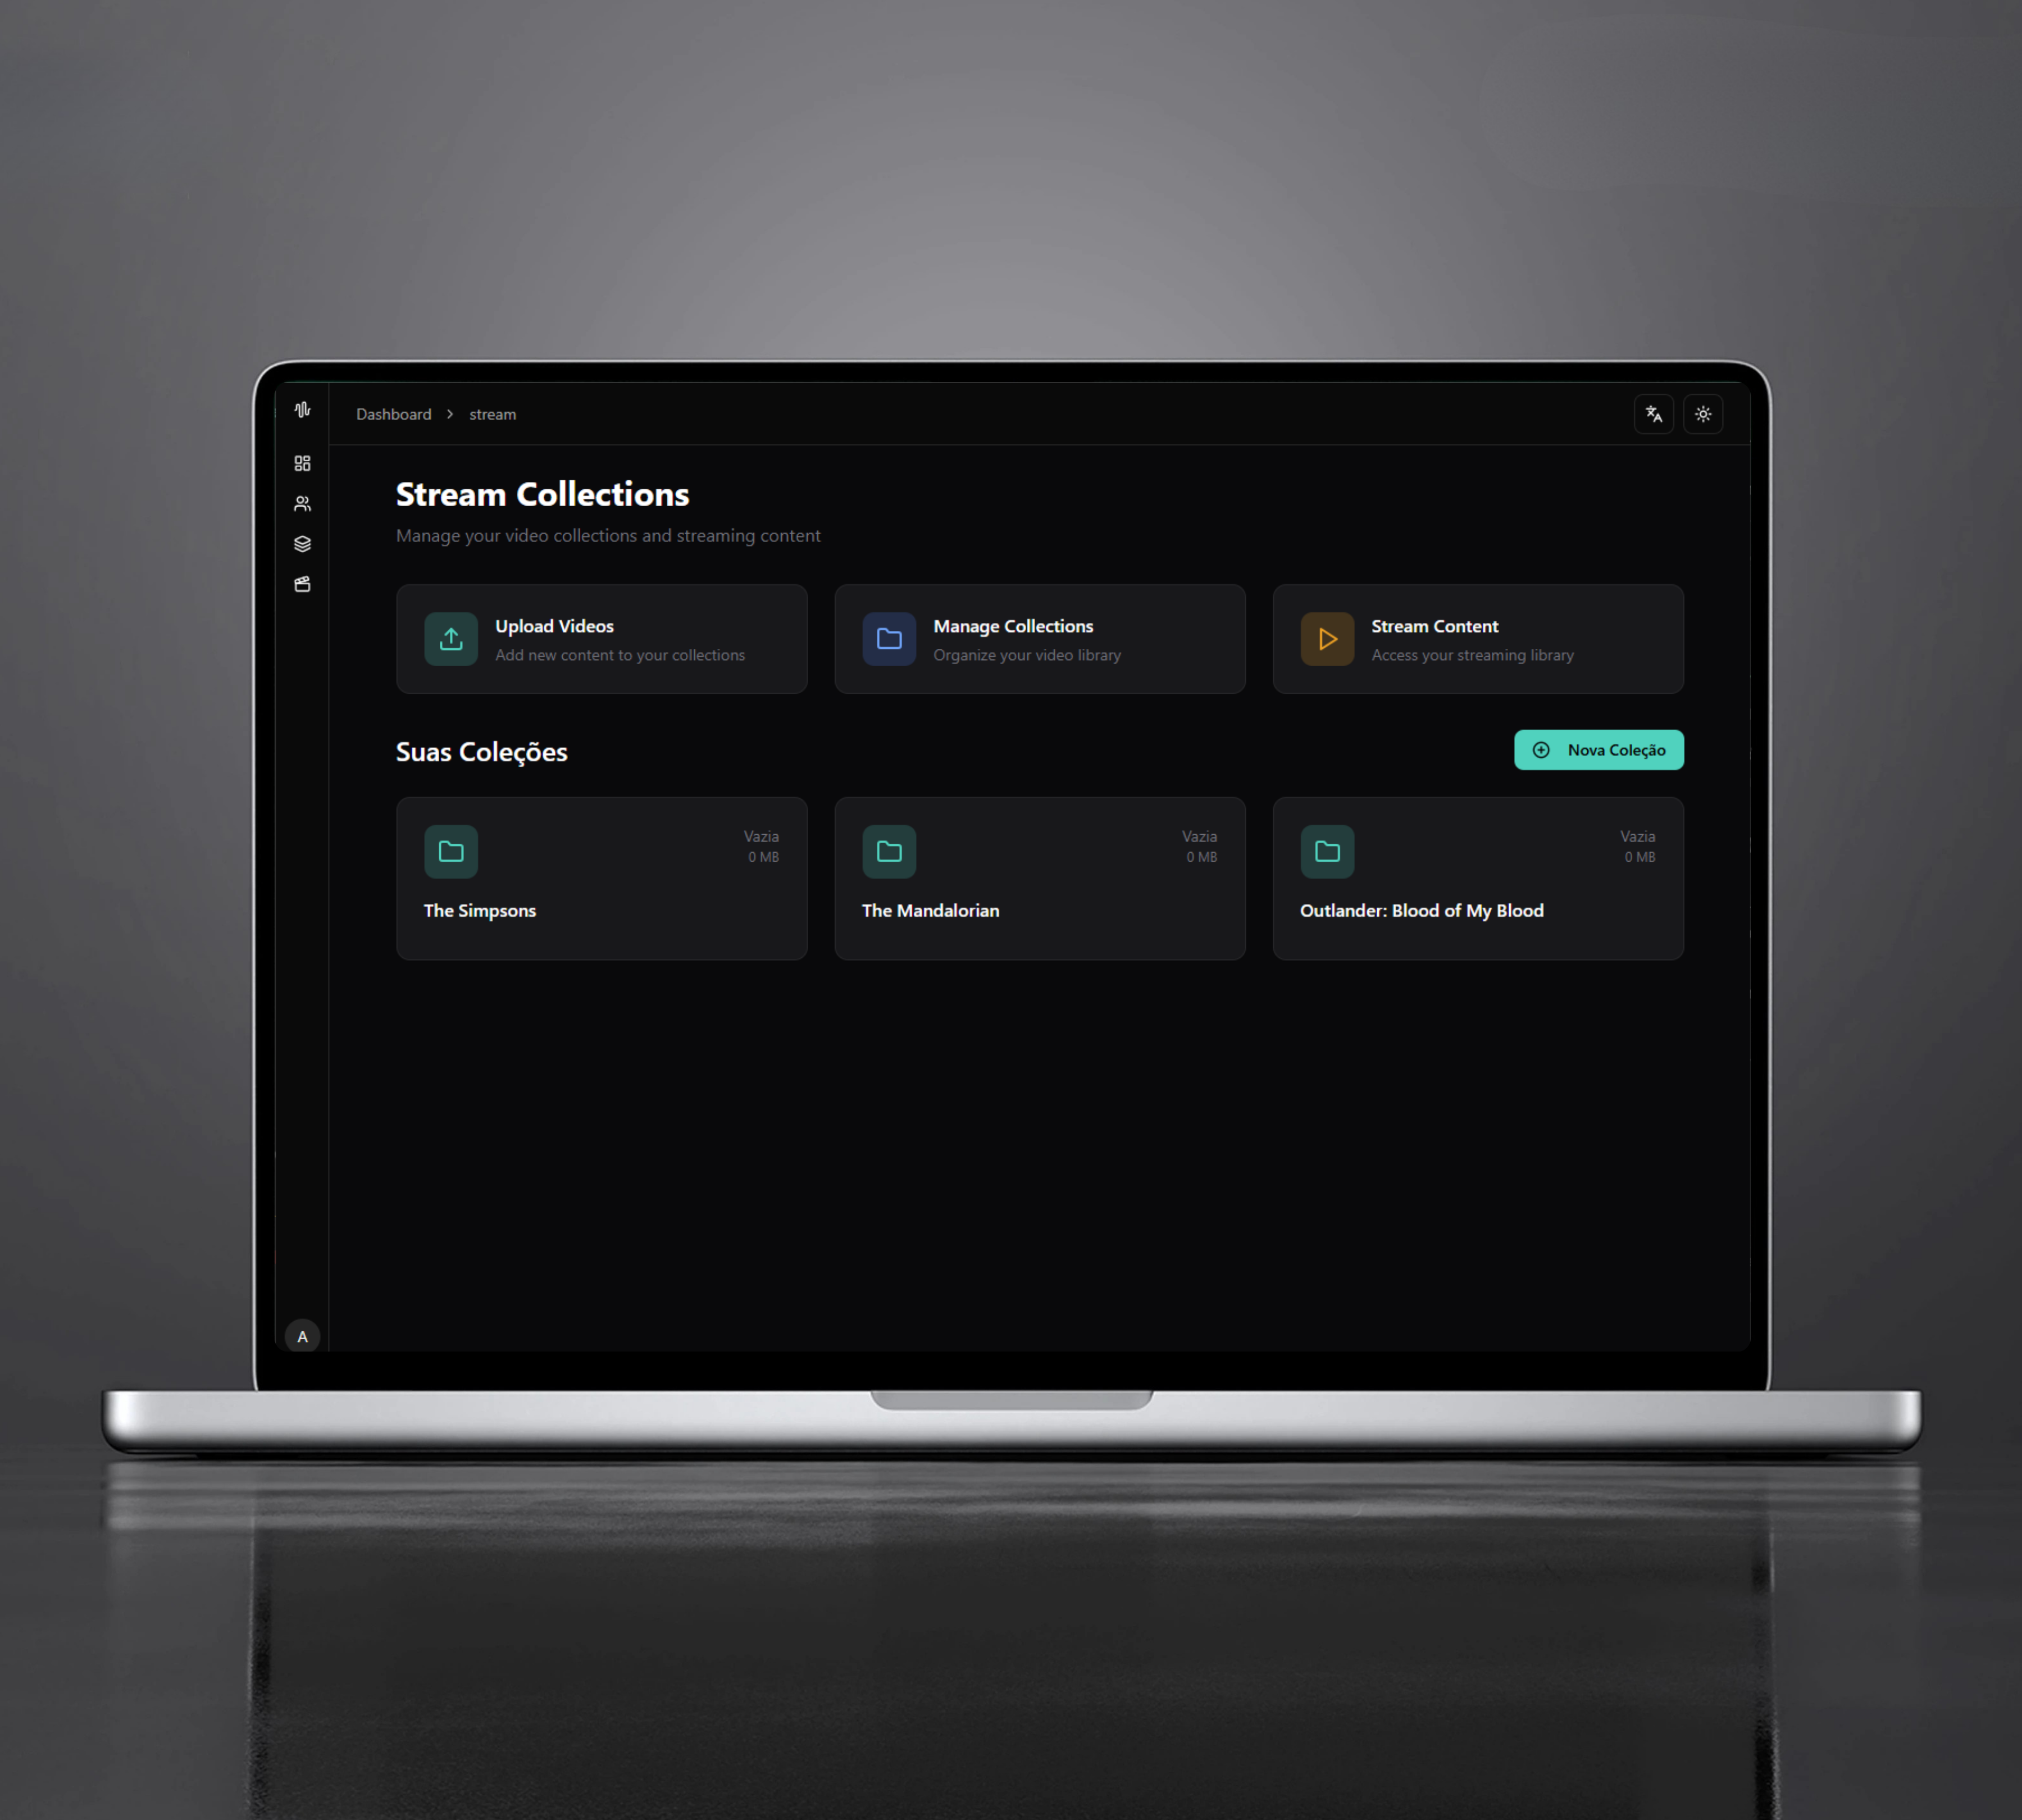 Dashboard > stream
Stream Collections
Manage your video collections and streaming content
Upload Videos
Add new content to your collections
Manage Collections
Organize your video library
Stream Content
Access your streaming library
Suas Coleções
Nova Coleção
Vazia
0 MB
The Simpsons
Vazia
0 MB
The Mandalorian
Vazia
0 MB
Outlander: Blood of My Blood
A